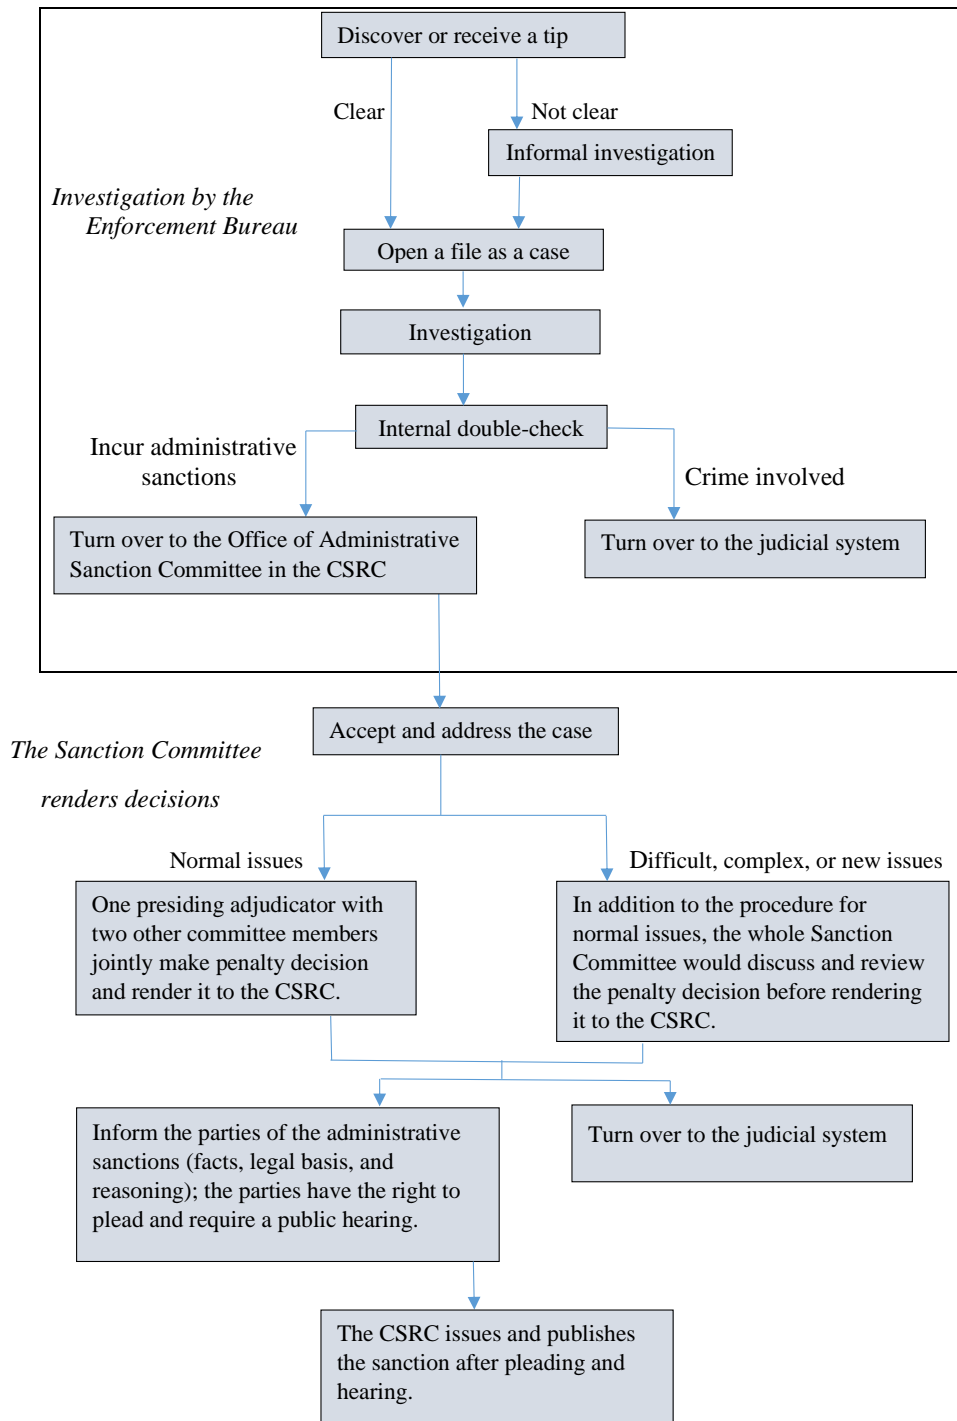 Discover or receive a tip
Clear
Not clear
Informal investigation
Investigation by the
Enforcement Bureau
Open a file as a case
Investigation
Internal double-check
Incur administrative
sanctions
Crime involved
Turn over to the Office of Administrative
Sanction Committee in the CSRC
Turn over to the judicial system
Accept and address the case
The Sanction Committee
renders decisions
Normal issues
Difficult, complex, or new issues
One presiding adjudicator with
two other committee members
jointly make penalty decision
and render it to the CSRC.
In addition to the procedure for
normal issues, the whole Sanction
Committee would discuss and review
the penalty decision before rendering
it to the CSRC.
Inform the parties of the administrative
sanctions (facts, legal basis, and
reasoning); the parties have the right to
plead and require a public hearing.
Turn over to the judicial system
The CSRC issues and publishes
the sanction after pleading and
hearing.